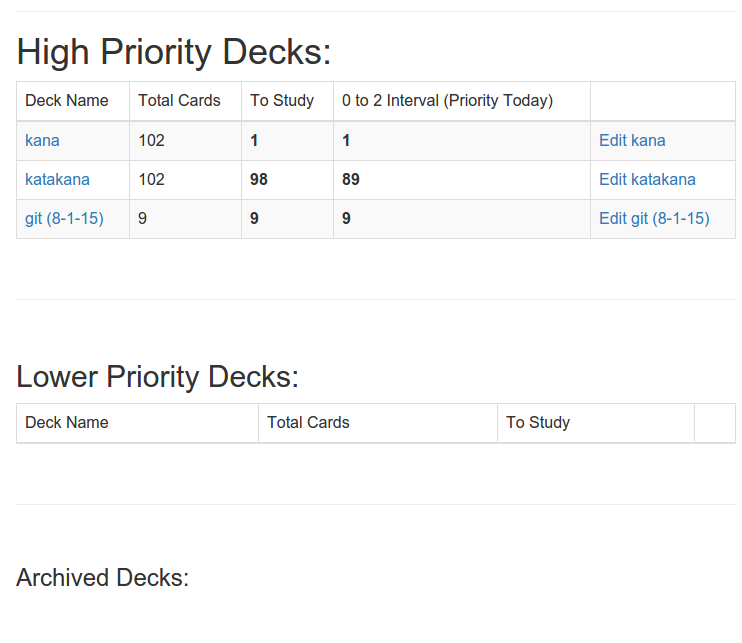 High Priority Decks:
Deck Name Total Cards To Study 0 to 2 Interval (Priority Today)
kana 102 1 1 Edit kana
katakana 102 98 89 Edit katakana
git (8-1-15) 9 9 9 Edit git (8-1-15)
Lower Priority Decks:
Deck Name Total Cards To Study
Archived Decks: